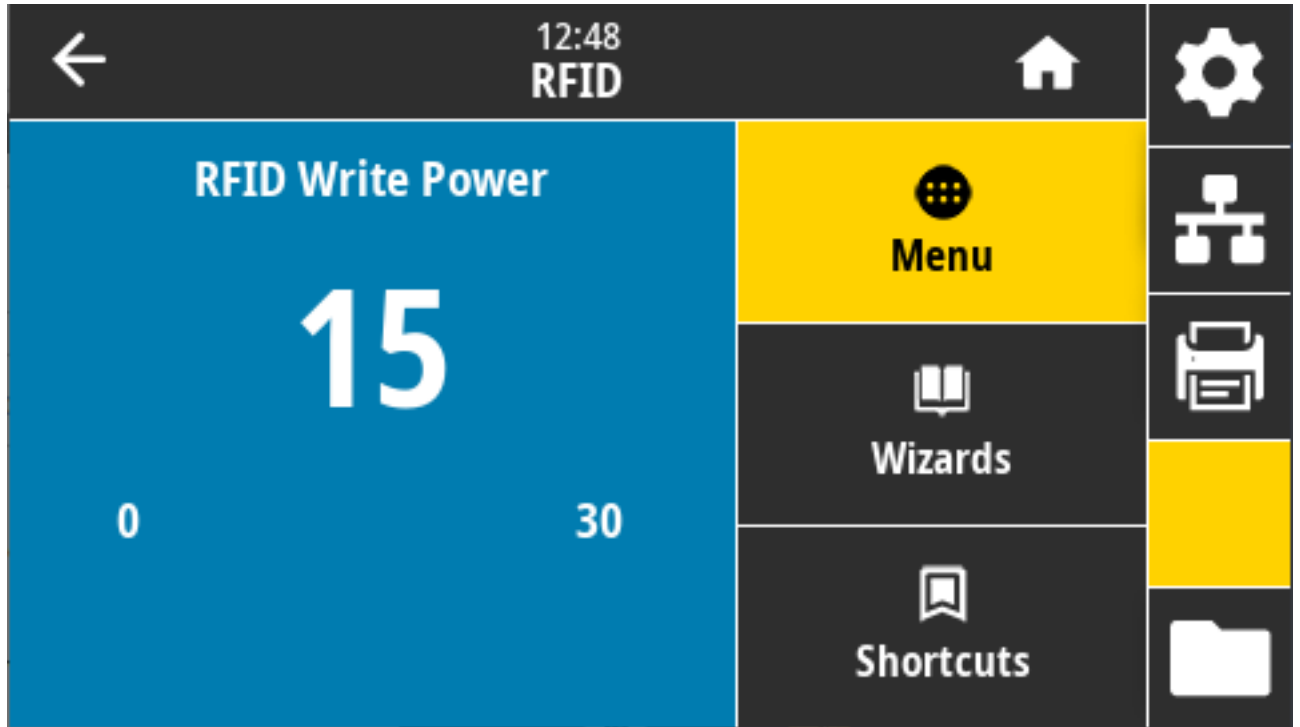 12:48
RFID
RFID Write Power
15
0 30
Menu
Wizards
Shortcuts